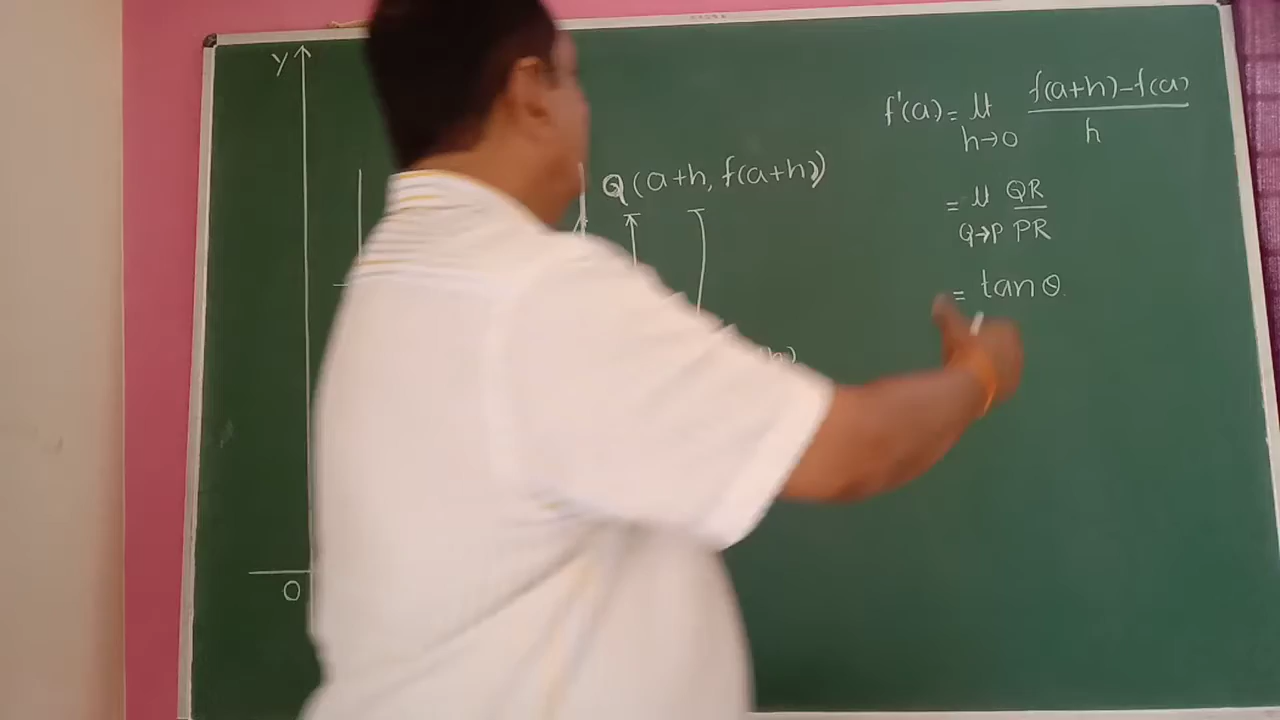 Y
Q (a+h, f(a+h))
h)
O
f'(a) = lt f(a+h)-f(a)
h→0 h
= lt QR
Q→P PR
= tan θ